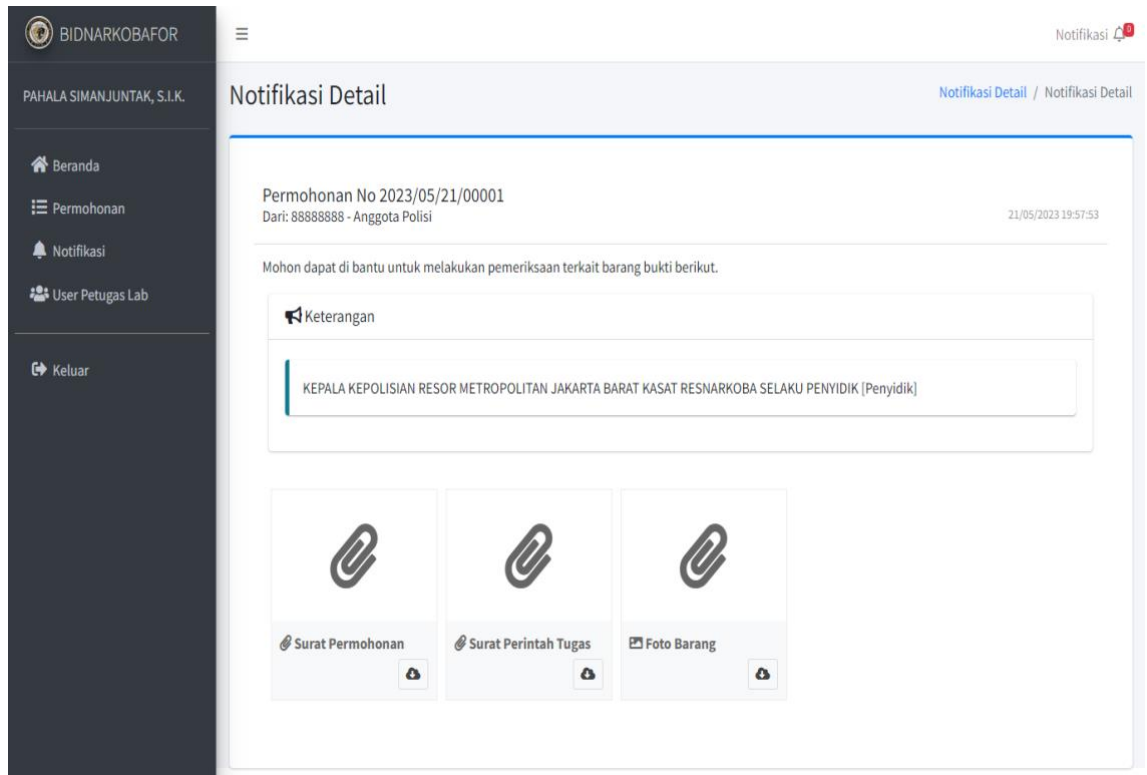 BIDNARKOBAFOR
Notifikasi 0
PAHALA SIMANJUNTAK, S.I.K.
Beranda
Permohonan
Notifikasi
User Petugas Lab
Keluar
Notifikasi Detail
Notifikasi Detail / Notifikasi Detail
Permohonan No 2023/05/21/00001
Dari: 88888888 - Anggota Polisi
21/05/2023 19:57:53
Mohon dapat di bantu untuk melakukan pemeriksaan terkait barang bukti berikut.
Keterangan
KEPALA KEPOLISIAN RESOR METROPOLITAN JAKARTA BARAT KASAT RESNARKOBA SELAKU PENYIDIK [Penyidik]
Surat Permohonan
Surat Perintah Tugas
Foto Barang